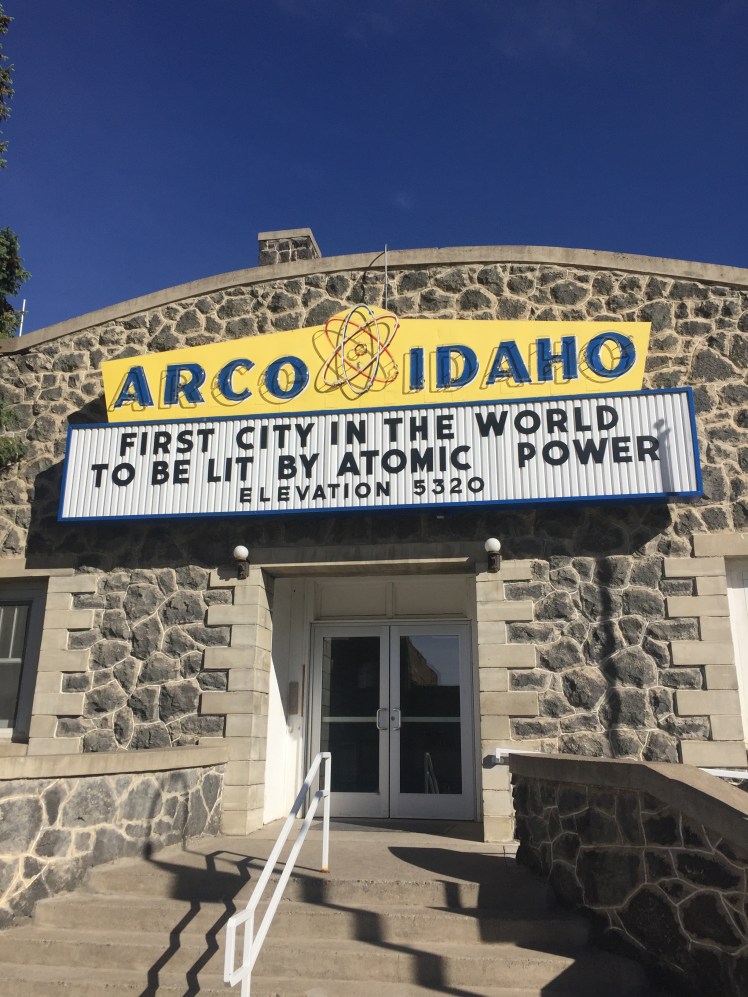 ARCO IDAHO
FIRST CITY IN THE WORLD
TO BE LIT BY ATOMIC POWER
ELEVATION 5320